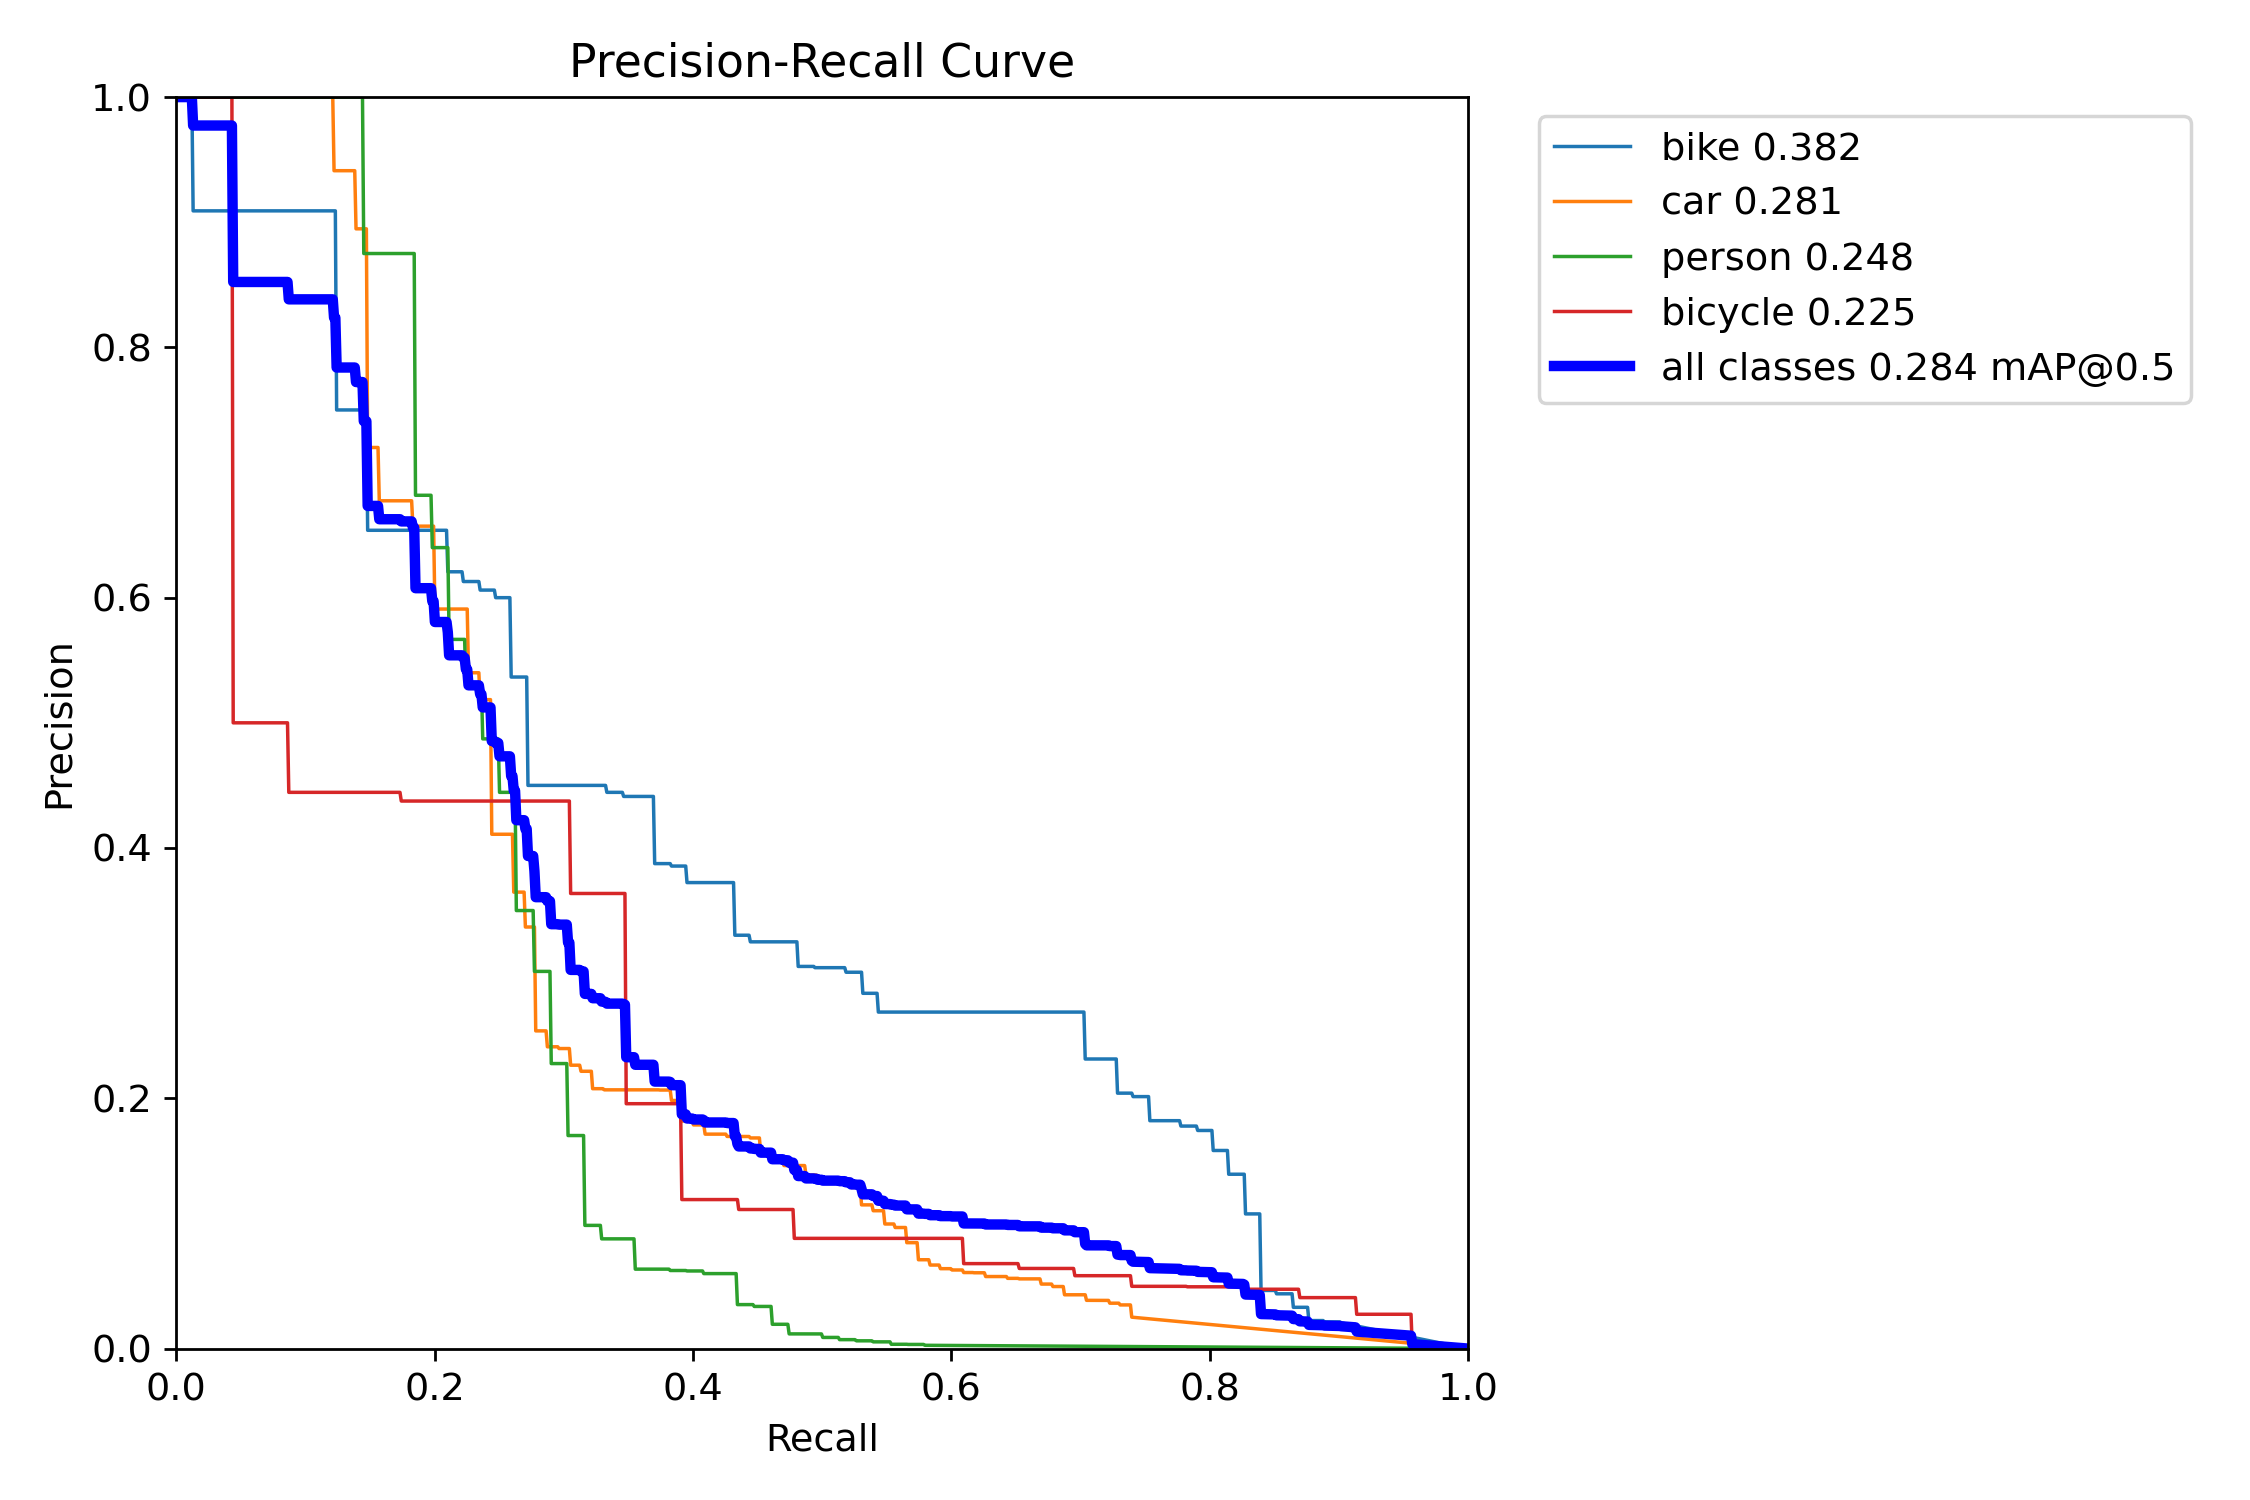 Precision-Recall Curve
1.0
0.8
0.6
0.4
0.2
0.0
Precision
0.0 0.2 0.4 0.6 0.8 1.0
Recall
bike 0.382
car 0.281
person 0.248
bicycle 0.225
all classes 0.284 mAP@0.5